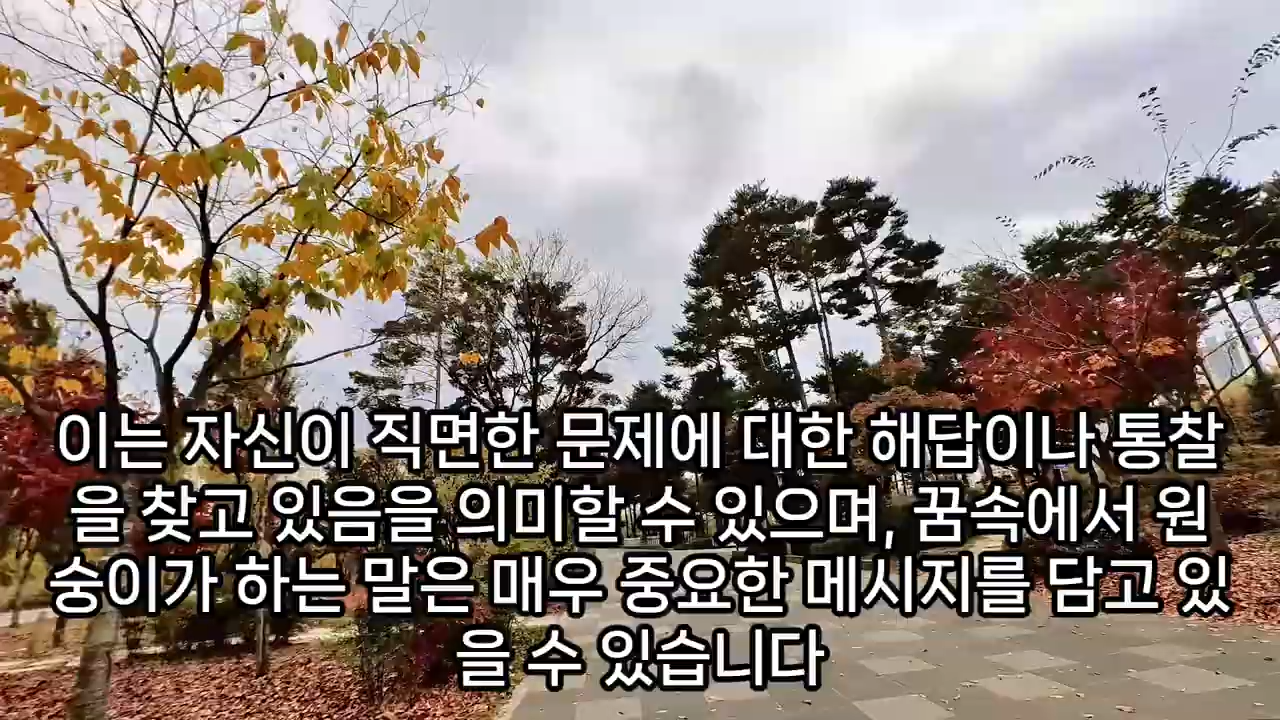 이는 자신이 직면한 문제에 대한 해답이나 통찰
을 찾고 있음을 의미할 수 있으며, 꿈속에서 원
숭이가 하는 말은 매우 중요한 메시지를 담고 있
을 수 있습니다